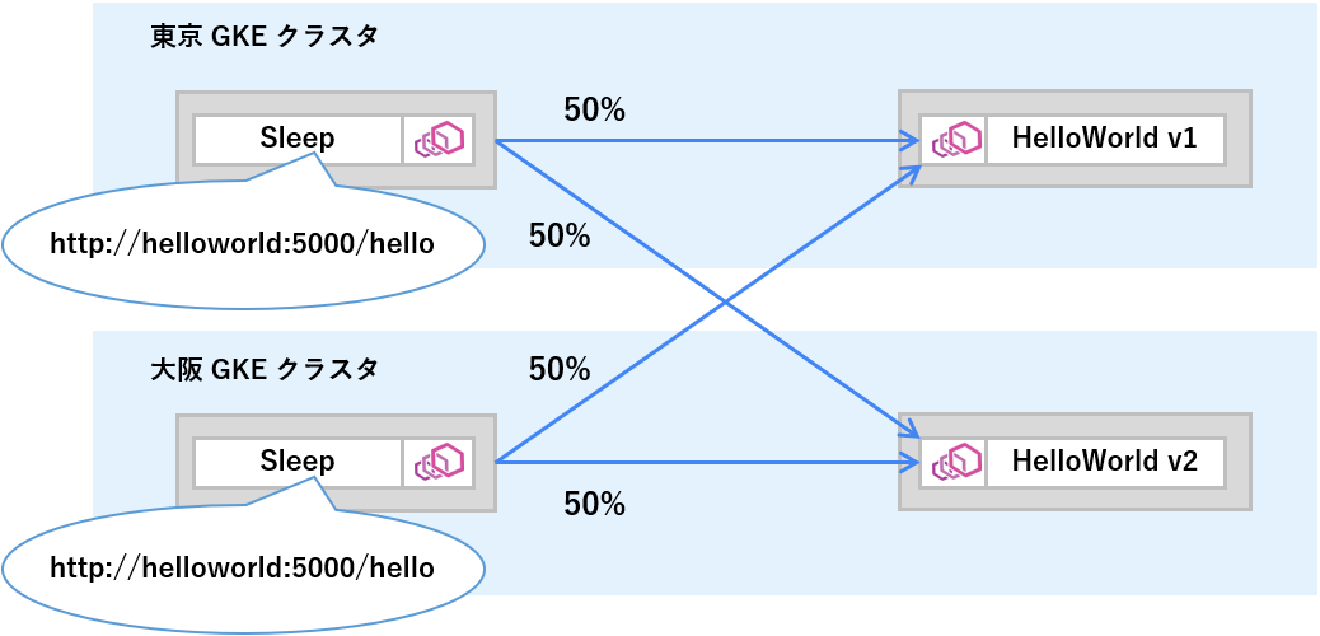 東京 GKE クラスタ
50%
Sleep
HelloWorld v1
http://helloworld:5000/hello
50%
大阪 GKE クラスタ
50%
Sleep
HelloWorld v2
50%
http://helloworld:5000/hello